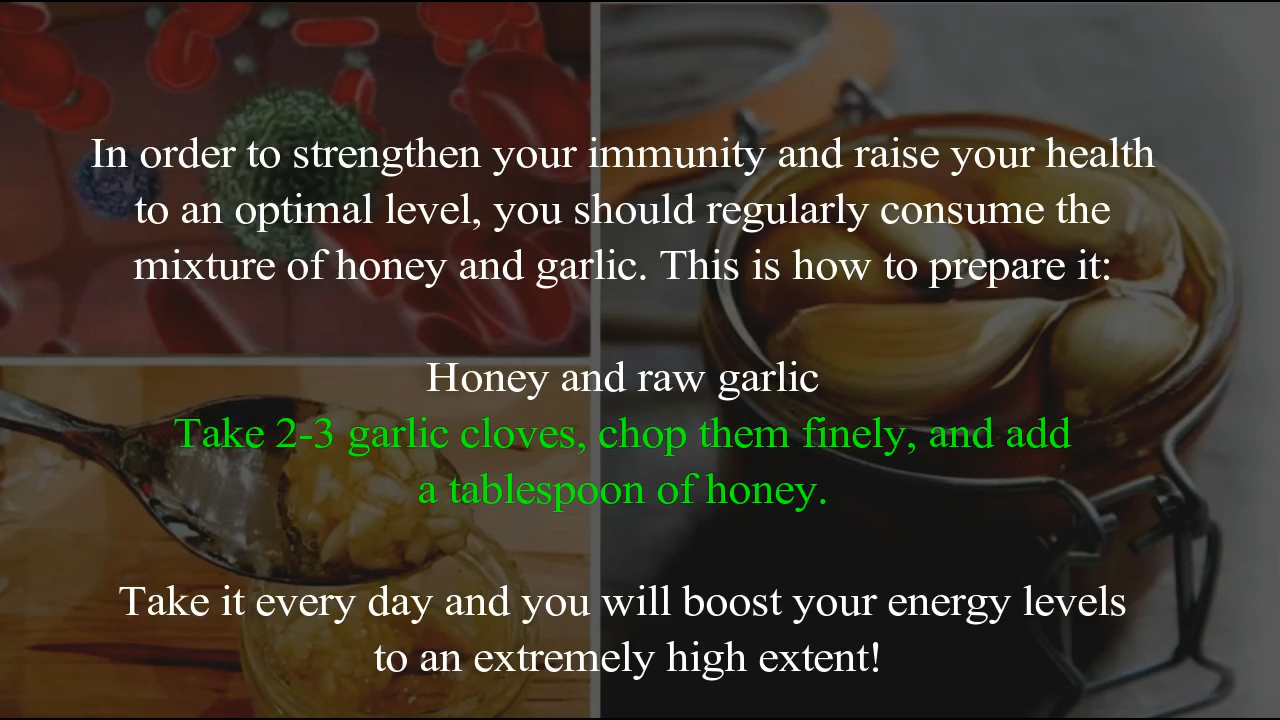 In order to strengthen your immunity and raise your health
to an optimal level, you should regularly consume the
mixture of honey and garlic. This is how to prepare it:
Honey and raw garlic
Take 2-3 garlic cloves, chop them finely, and add
a tablespoon of honey.
Take it every day and you will boost your energy levels
to an extremely high extent!